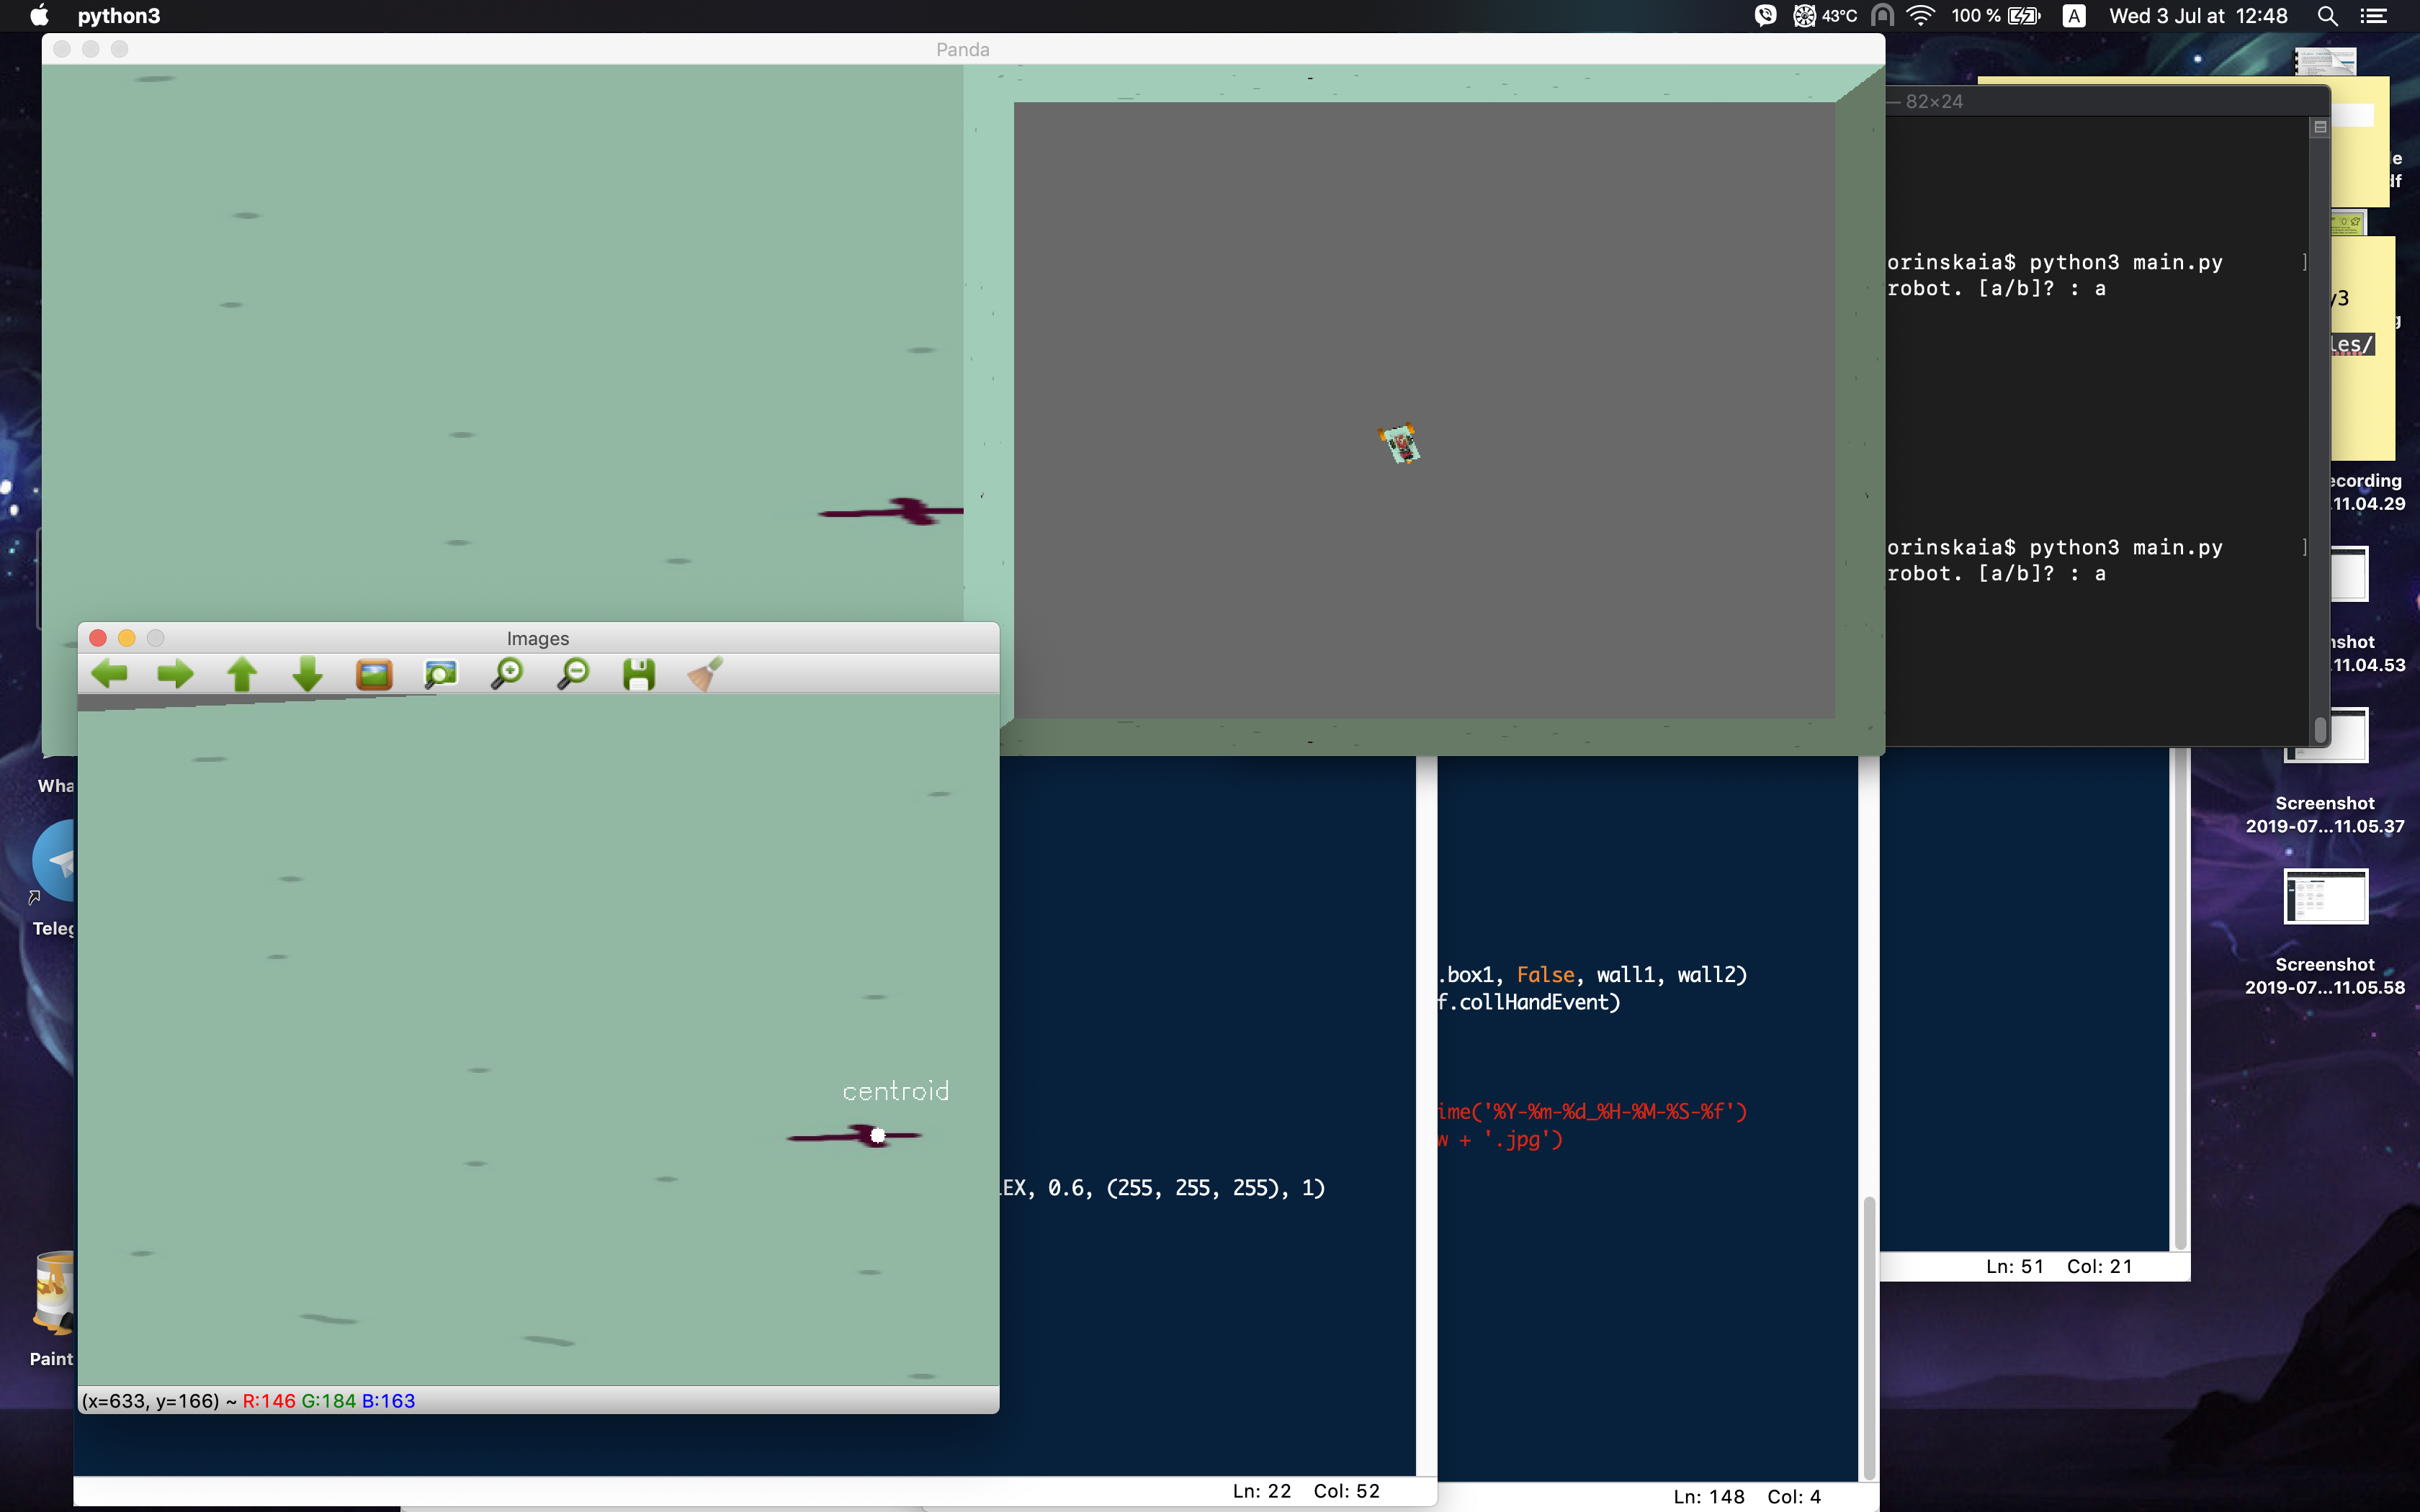 python3
43°C
100 %
A
Wed 3 Jul at 12:48
Panda
— 82×24
orinskaia$ python3 main.py ]
robot. [a/b]? : a
orinskaia$ python3 main.py ]
robot. [a/b]? : a
y3
les/
ecording
11.04.29
11.04.53
Screenshot
2019-07...11.05.37
Screenshot
2019-07...11.05.58
Images
centroid
(x=633, y=166) ~ R:146 G:184 B:163
.box1, False, wall1, wall2)
f.collHandEvent)
ime('%Y-%m-%d_%H-%M-%S-%f')
w + '.jpg')
EX, 0.6, (255, 255, 255), 1)
Ln: 51 Col: 21
Ln: 22 Col: 52
Ln: 148 Col: 4
Wha
Teleg
Paint